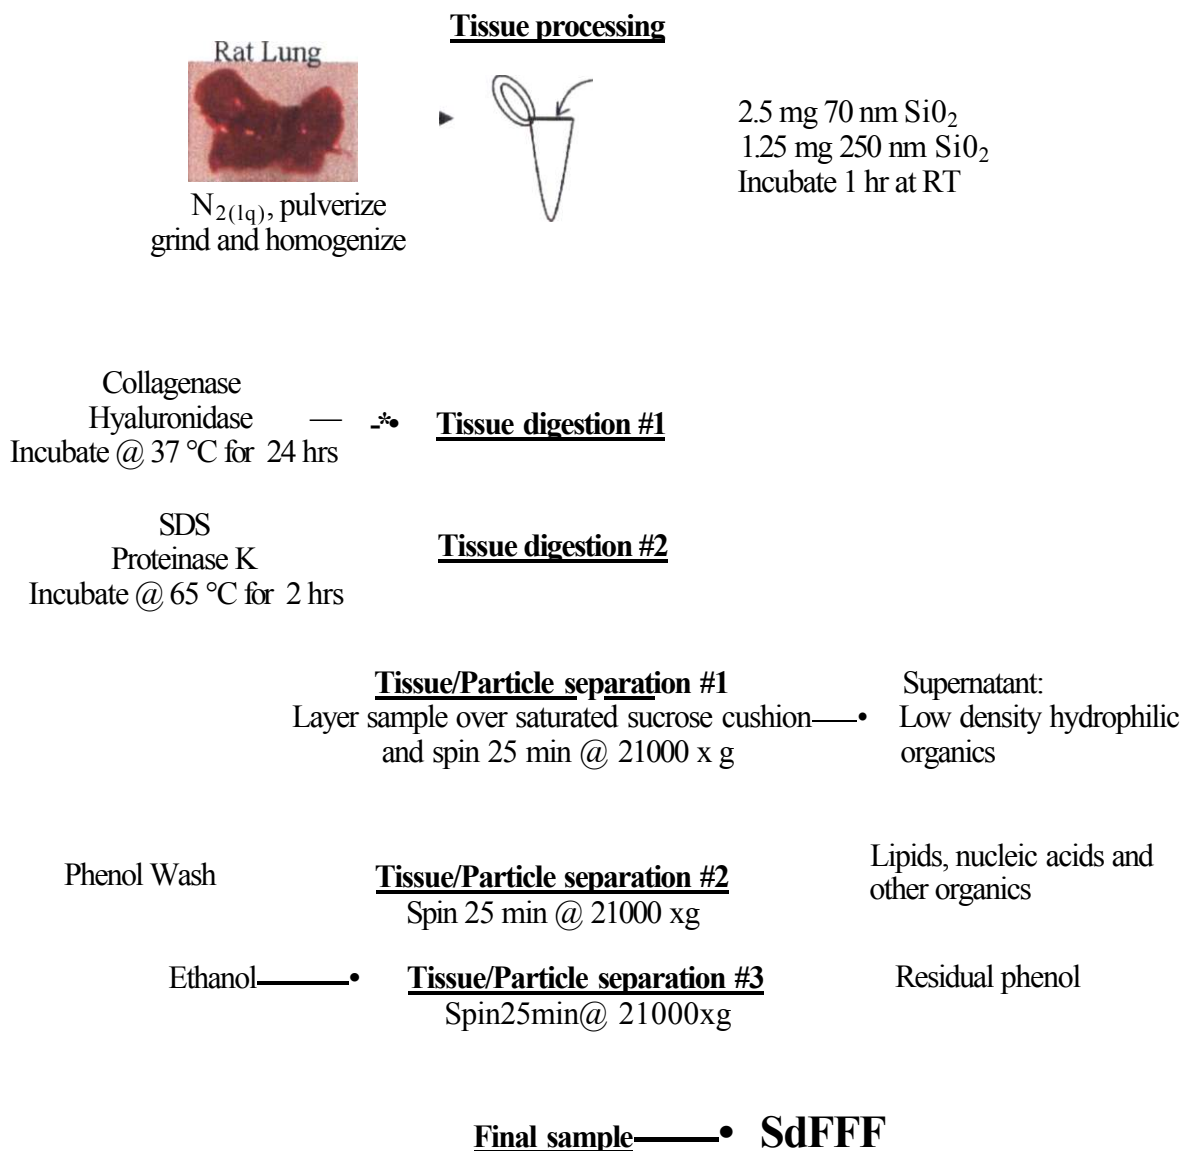 Tissue processing
Rat Lung
N2(lq), pulverize
grind and homogenize
2.5 mg 70 nm Si02
1.25 mg 250 nm Si02
Incubate 1 hr at RT
Collagenase
Hyaluronidase — -*•
Incubate @ 37 °C for 24 hrs
Tissue digestion #1
SDS
Proteinase K
Incubate @ 65 °C for 2 hrs
Tissue digestion #2
Tissue/Particle separation #1
Layer sample over saturated sucrose cushion—•
and spin 25 min @ 21000 x g
Supernatant:
Low density hydrophilic
organics
Phenol Wash
Tissue/Particle separation #2
Spin 25 min @ 21000 xg
Lipids, nucleic acids and
other organics
Ethanol—•
Tissue/Particle separation #3
Spin25min@ 21000xg
Residual phenol
Final sample—• SdFFF